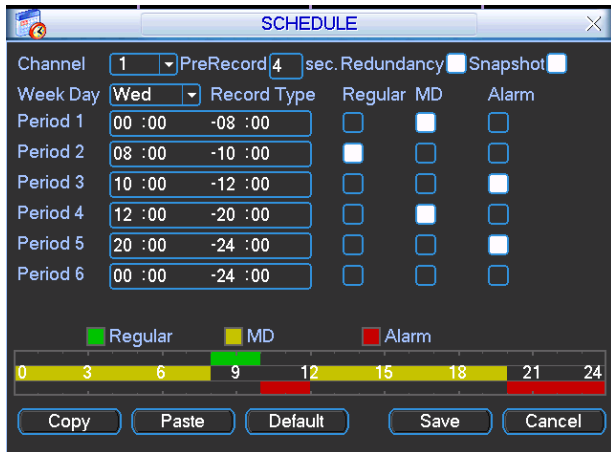 SCHEDULE
Channel 1 PreRecord 4 sec. Redundancy Snapshot
Week Day Wed Record Type Regular MD Alarm
Period 1 00 :00 -08 :00
Period 2 08 :00 -10 :00
Period 3 10 :00 -12 :00
Period 4 12 :00 -20 :00
Period 5 20 :00 -24 :00
Period 6 00 :00 -24 :00
Regular MD Alarm
0 3 6 9 12 15 18 21 24
Copy Paste Default Save Cancel